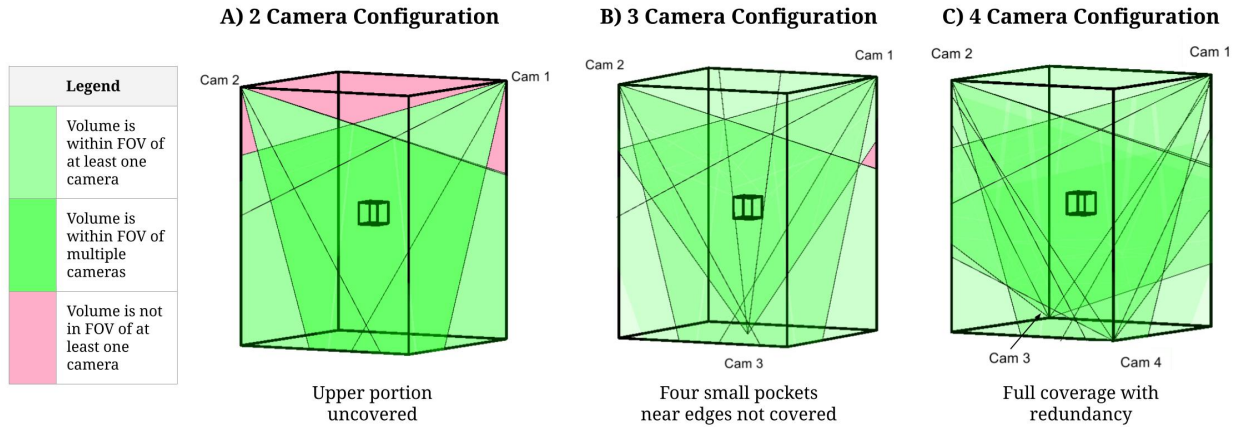 A) 2 Camera Configuration
B) 3 Camera Configuration
C) 4 Camera Configuration
Legend
Volume is
within FOV of
at least one
camera
Volume is
within FOV of
multiple
cameras
Volume is not
in FOV of at
least one
camera
Cam 2
Cam 1
Upper portion
uncovered
Cam 2
Cam 1
Cam 3
Four small pockets
near edges not covered
Cam 2
Cam 1
Cam 3
Cam 4
Full coverage with
redundancy